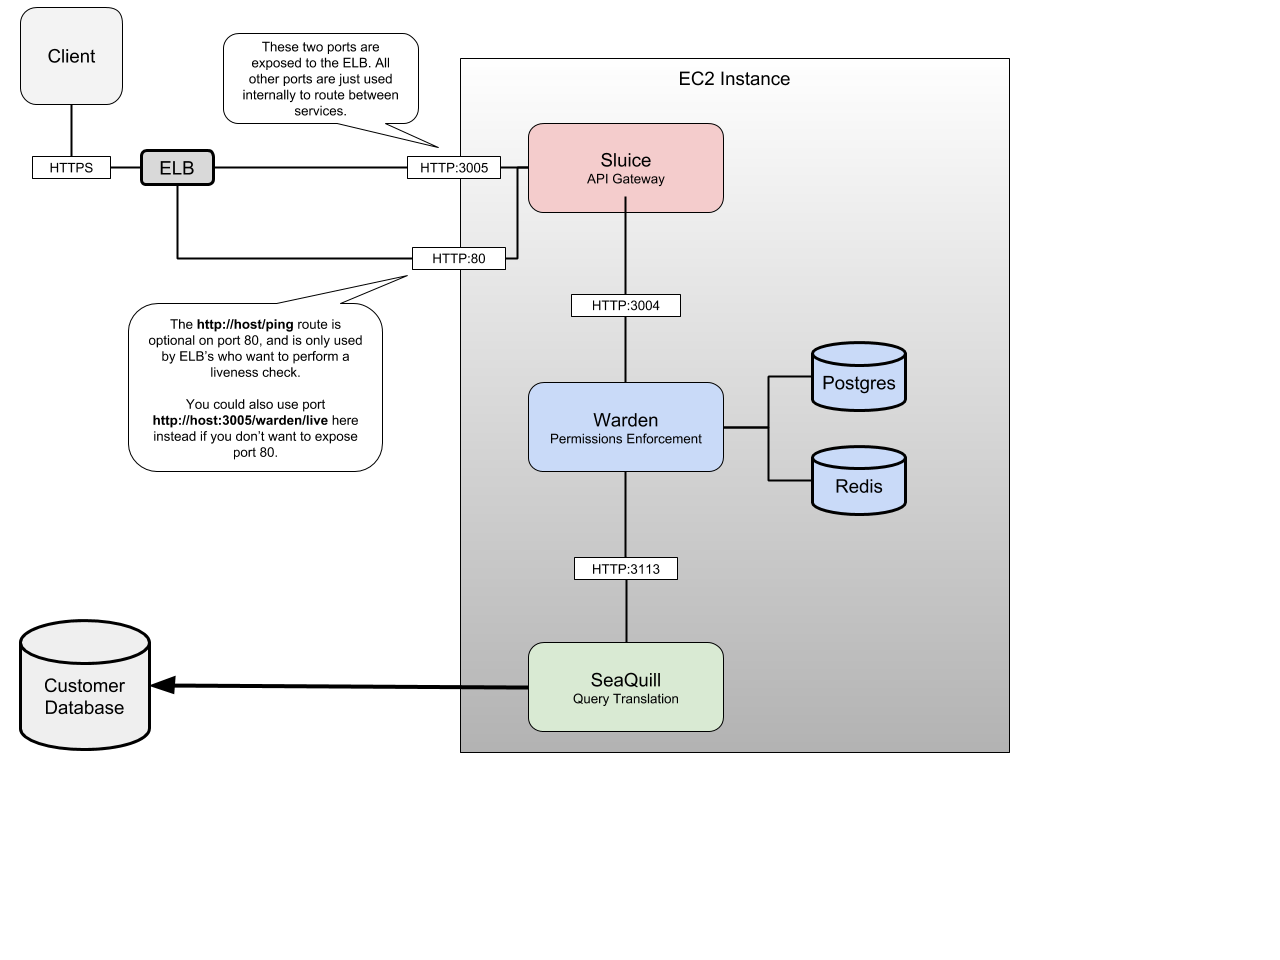 Client
These two ports are
exposed to the ELB. All
other ports are just used
internally to route between
services.
EC2 Instance
HTTPS
ELB
HTTP:3005
Sluice
API Gateway
HTTP:80
HTTP:3004
The http://host/ping route is
optional on port 80, and is only used
by ELB's who want to perform a
liveness check.
You could also use port
http://host:3005/warden/live here
instead if you don't want to expose
port 80.
Warden
Permissions Enforcement
Postgres
Redis
HTTP:3113
SeaQuill
Query Translation
Customer
Database